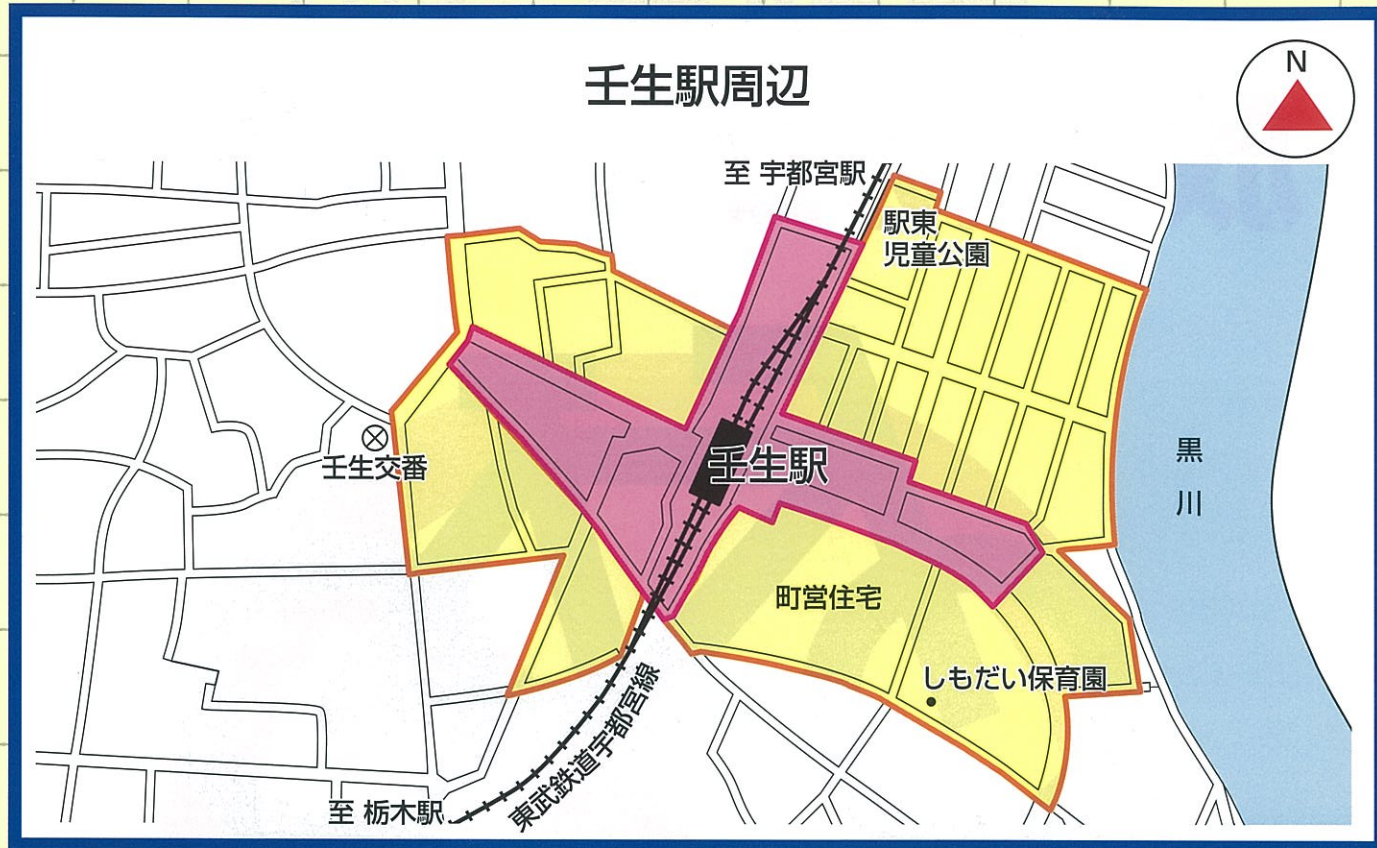 壬生駅周辺
N
至 宇都宮駅
駅東
児童公園
壬生交番
壬生駅
黒川
町営住宅
しもだい保育園
東武鉄道宇都宮線
至 栃木駅